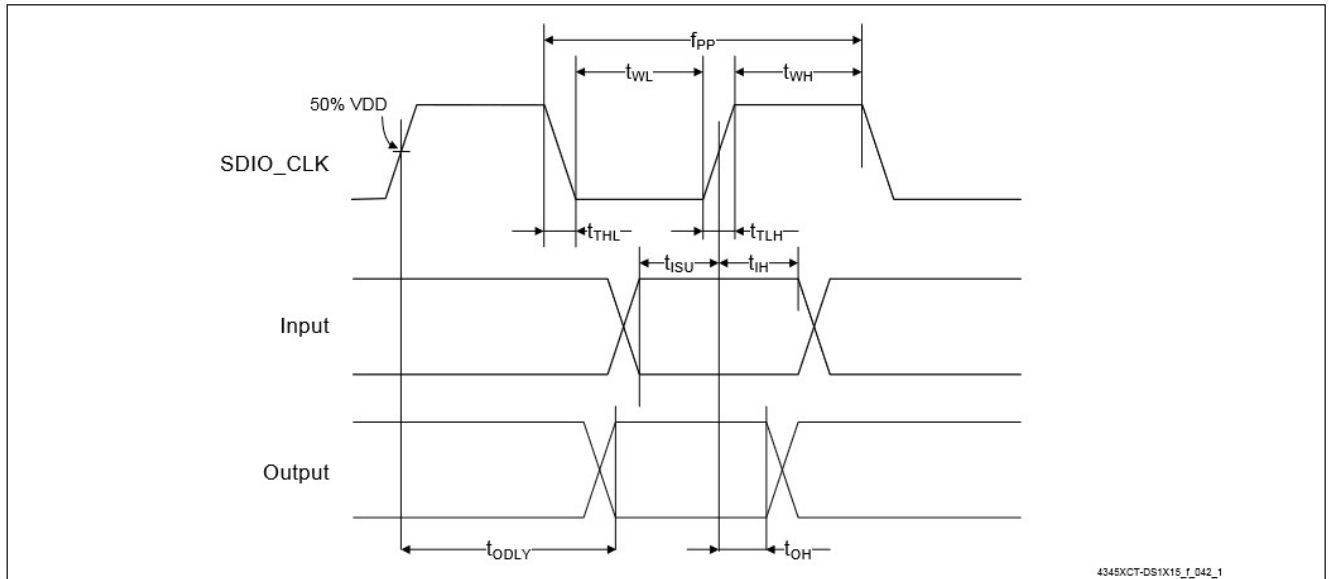 fPP
tWL
tWH
50% VDD
SDIO_CLK
tTHL
tTLH
tISU
tIH
Input
Output
tODLY
tOH
4345XCT-DS1X15_f_042_1